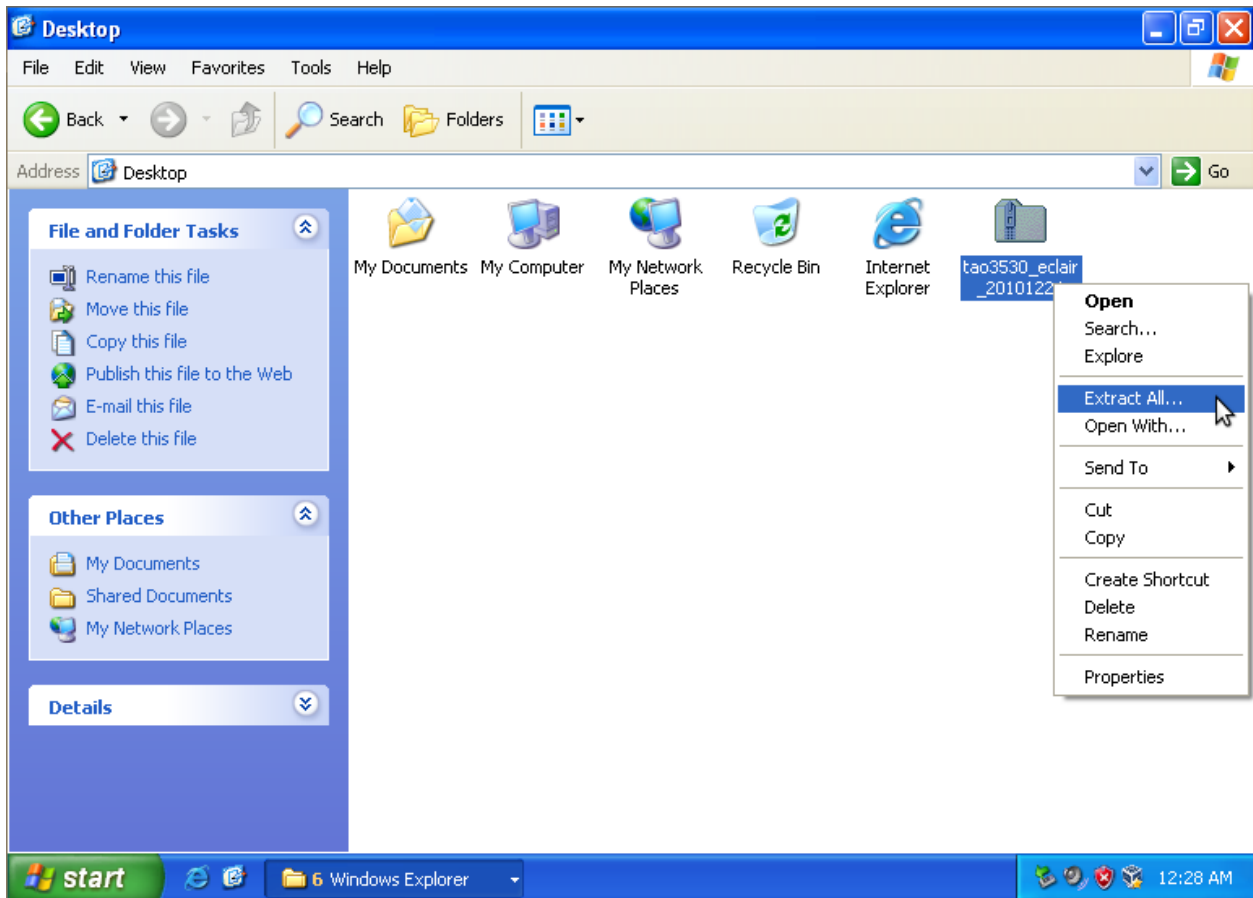 Desktop
File Edit View Favorites Tools Help
Back Search Folders
Address Desktop Go
File and Folder Tasks
Rename this file
Move this file
Copy this file
Publish this file to the Web
E-mail this file
Delete this file
Other Places
My Documents
Shared Documents
My Network Places
Details
My Documents
My Computer
My Network
Places
Recycle Bin
Internet
Explorer
tao3530_eclair
Open
Search...
Explore
Extract All...
Open With...
Send To
Cut
Copy
Create Shortcut
Delete
Rename
Properties
start
6 Windows Explorer
12:28 AM